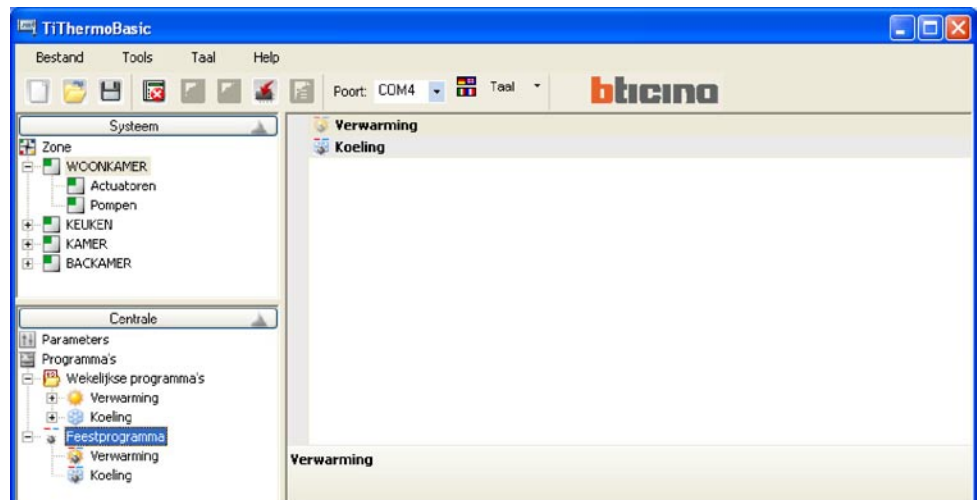 TiThermoBasic
Bestand Tools Taal Help
Poort: COM4 Taal bticino
Systeem
Zone
WOONKAMER
Actuatoren
Pompen
KEUKEN
KAMER
BACKAMER
Centrale
Parameters
Programma's
Wekelijkse programma's
Verwarming
Koeling
Feestprogramma
Verwarming
Koeling
Verwarming
Koeling
Verwarming